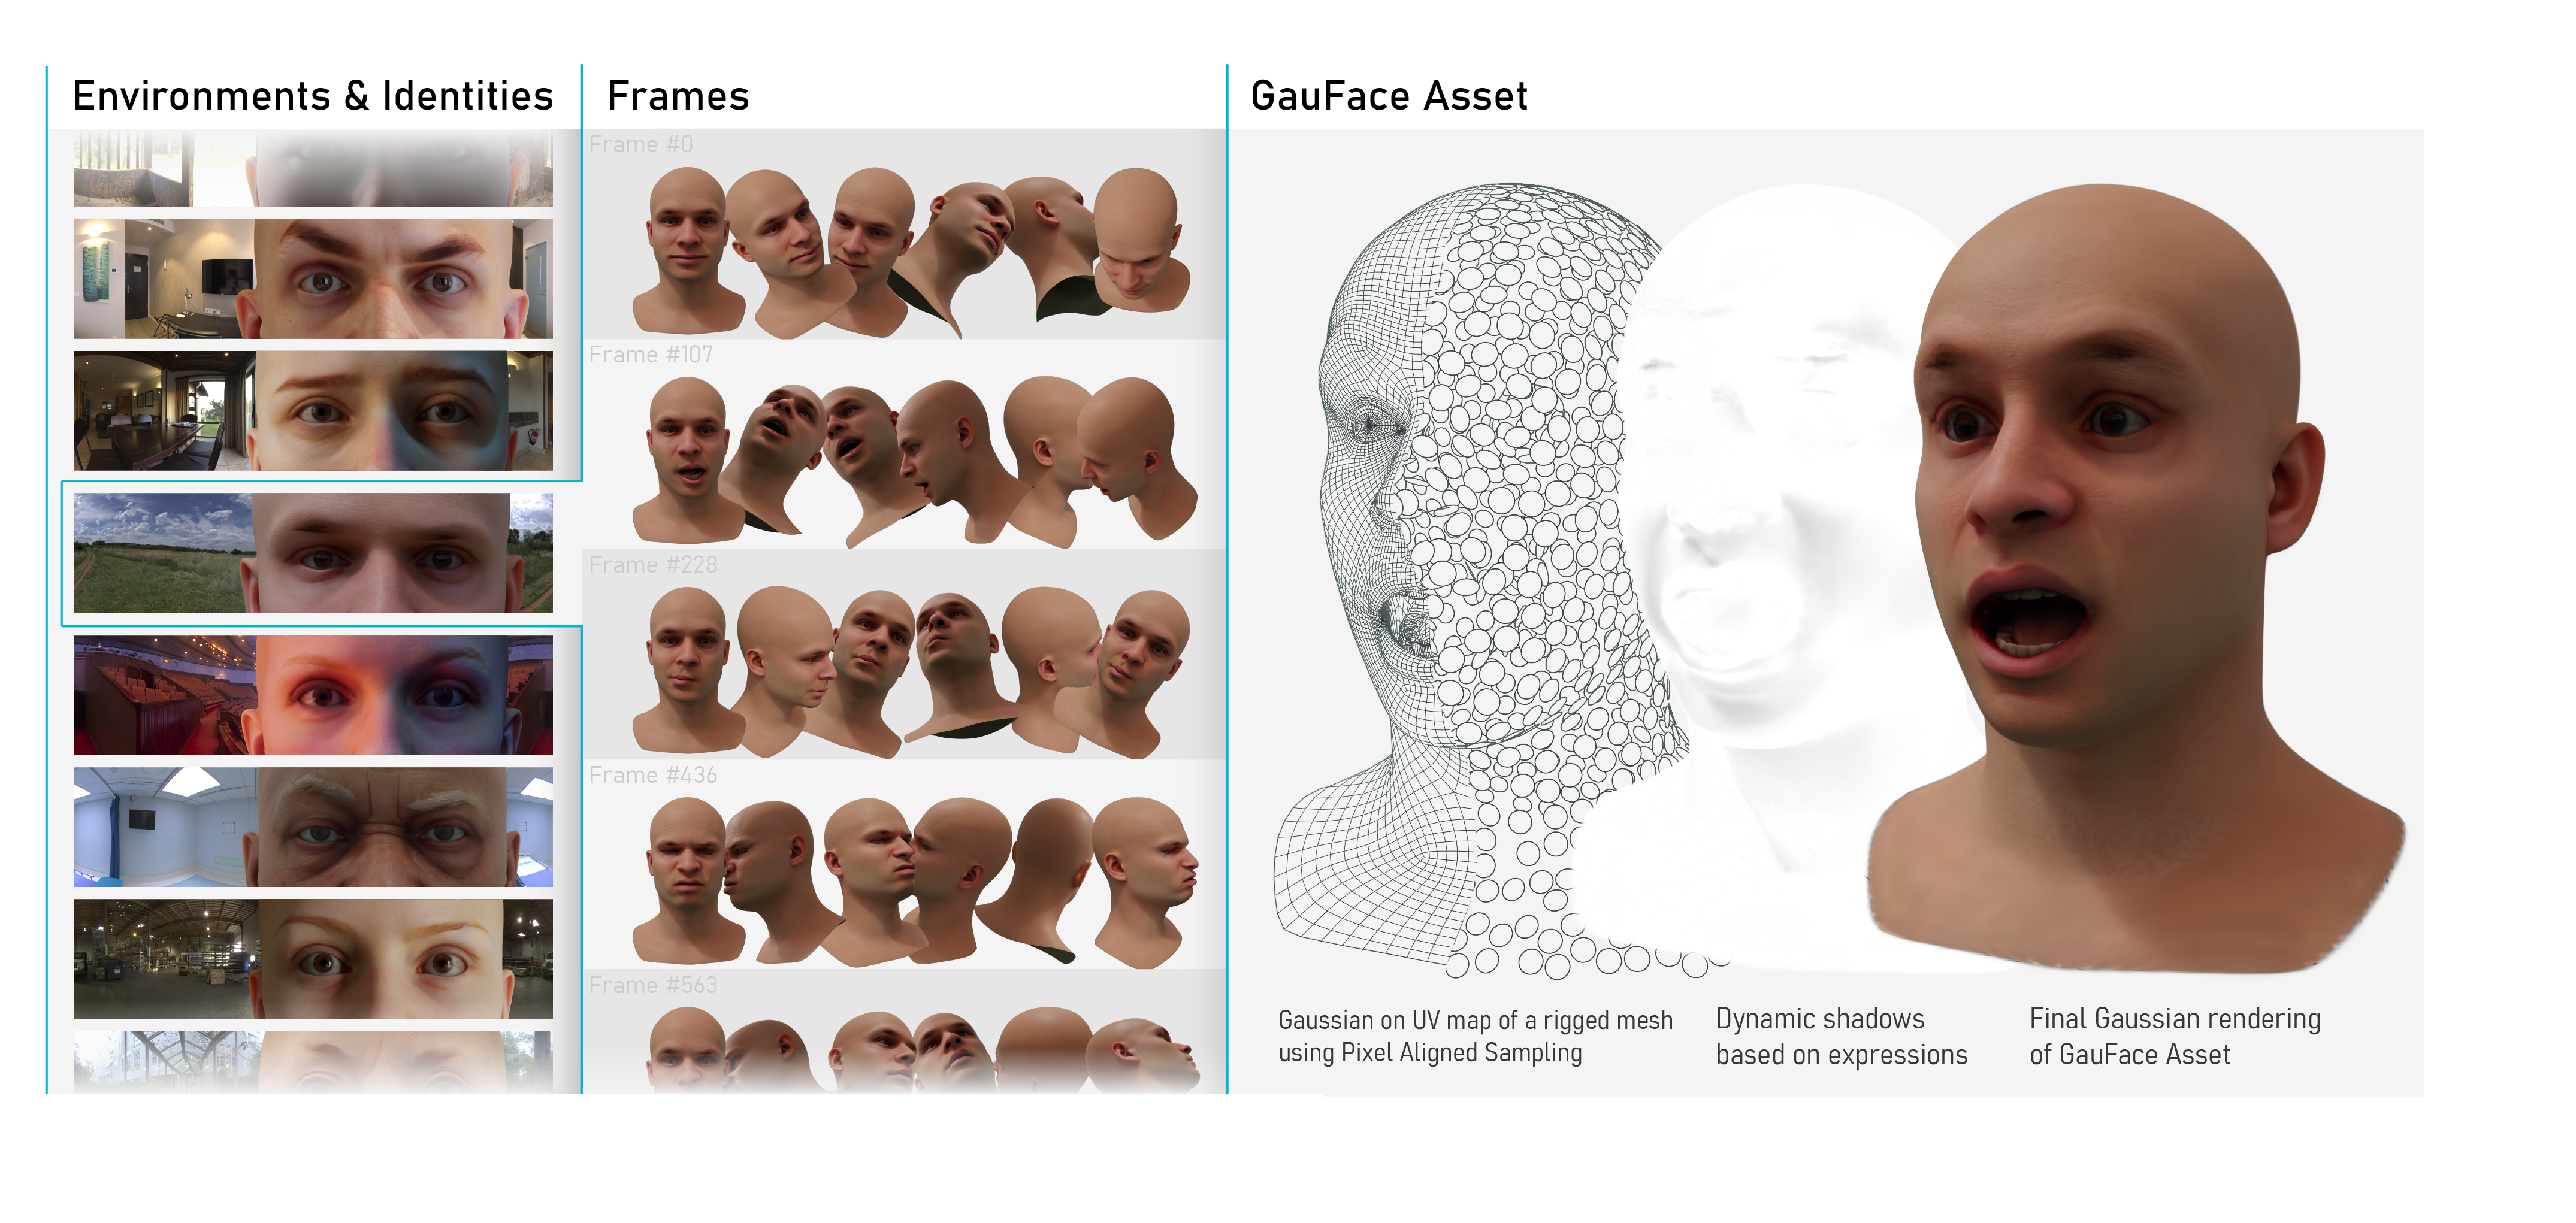 Environments & Identities
Frames
GauFace Asset
Frame #0
Frame #107
Frame #228
Frame #436
Frame #563
Gaussian on UV map of a rigged mesh
using Pixel Aligned Sampling
Dynamic shadows
based on expressions
Final Gaussian rendering
of GauFace Asset